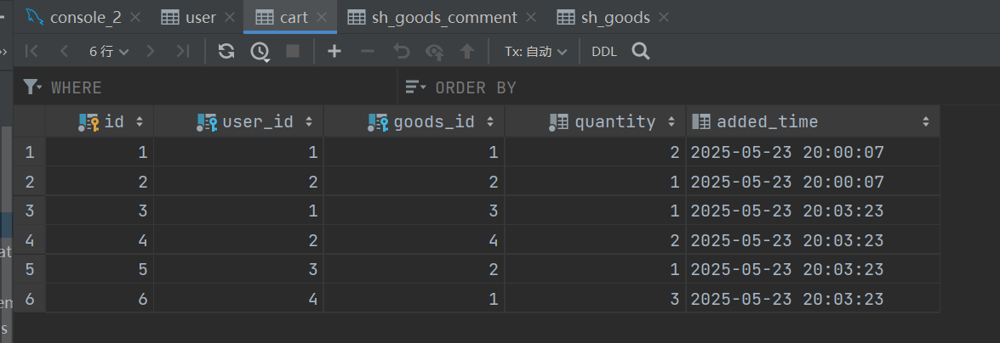 console_2 user cart sh_goods_comment sh_goods
6 行 Tx: 自动 DDL
WHERE ORDER BY
id user_id goods_id quantity added_time
1 1 1 1 2 2025-05-23 20:00:07
2 2 2 2 1 2025-05-23 20:00:07
3 3 1 3 1 2025-05-23 20:03:23
4 4 2 4 2 2025-05-23 20:03:23
at
5 5 3 2 1 2025-05-23 20:03:23
6 6 4 1 3 2025-05-23 20:03:23
em
s